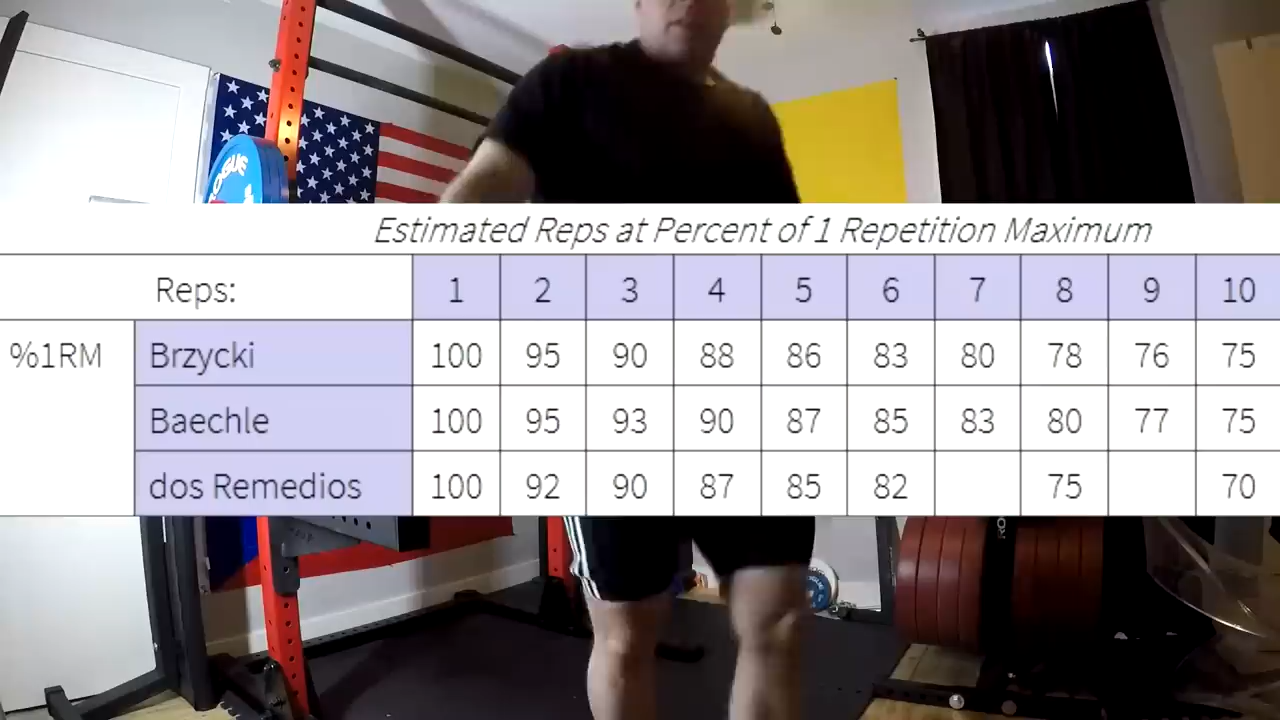 ROGUE
Estimated Reps at Percent of 1 Repetition Maximum
Reps: 1 2 3 4 5 6 7 8 9 10
%1RM Brzycki 100 95 90 88 86 83 80 78 76 75
Baechle 100 95 93 90 87 85 83 80 77 75
dos Remedios 100 92 90 87 85 82 75 70